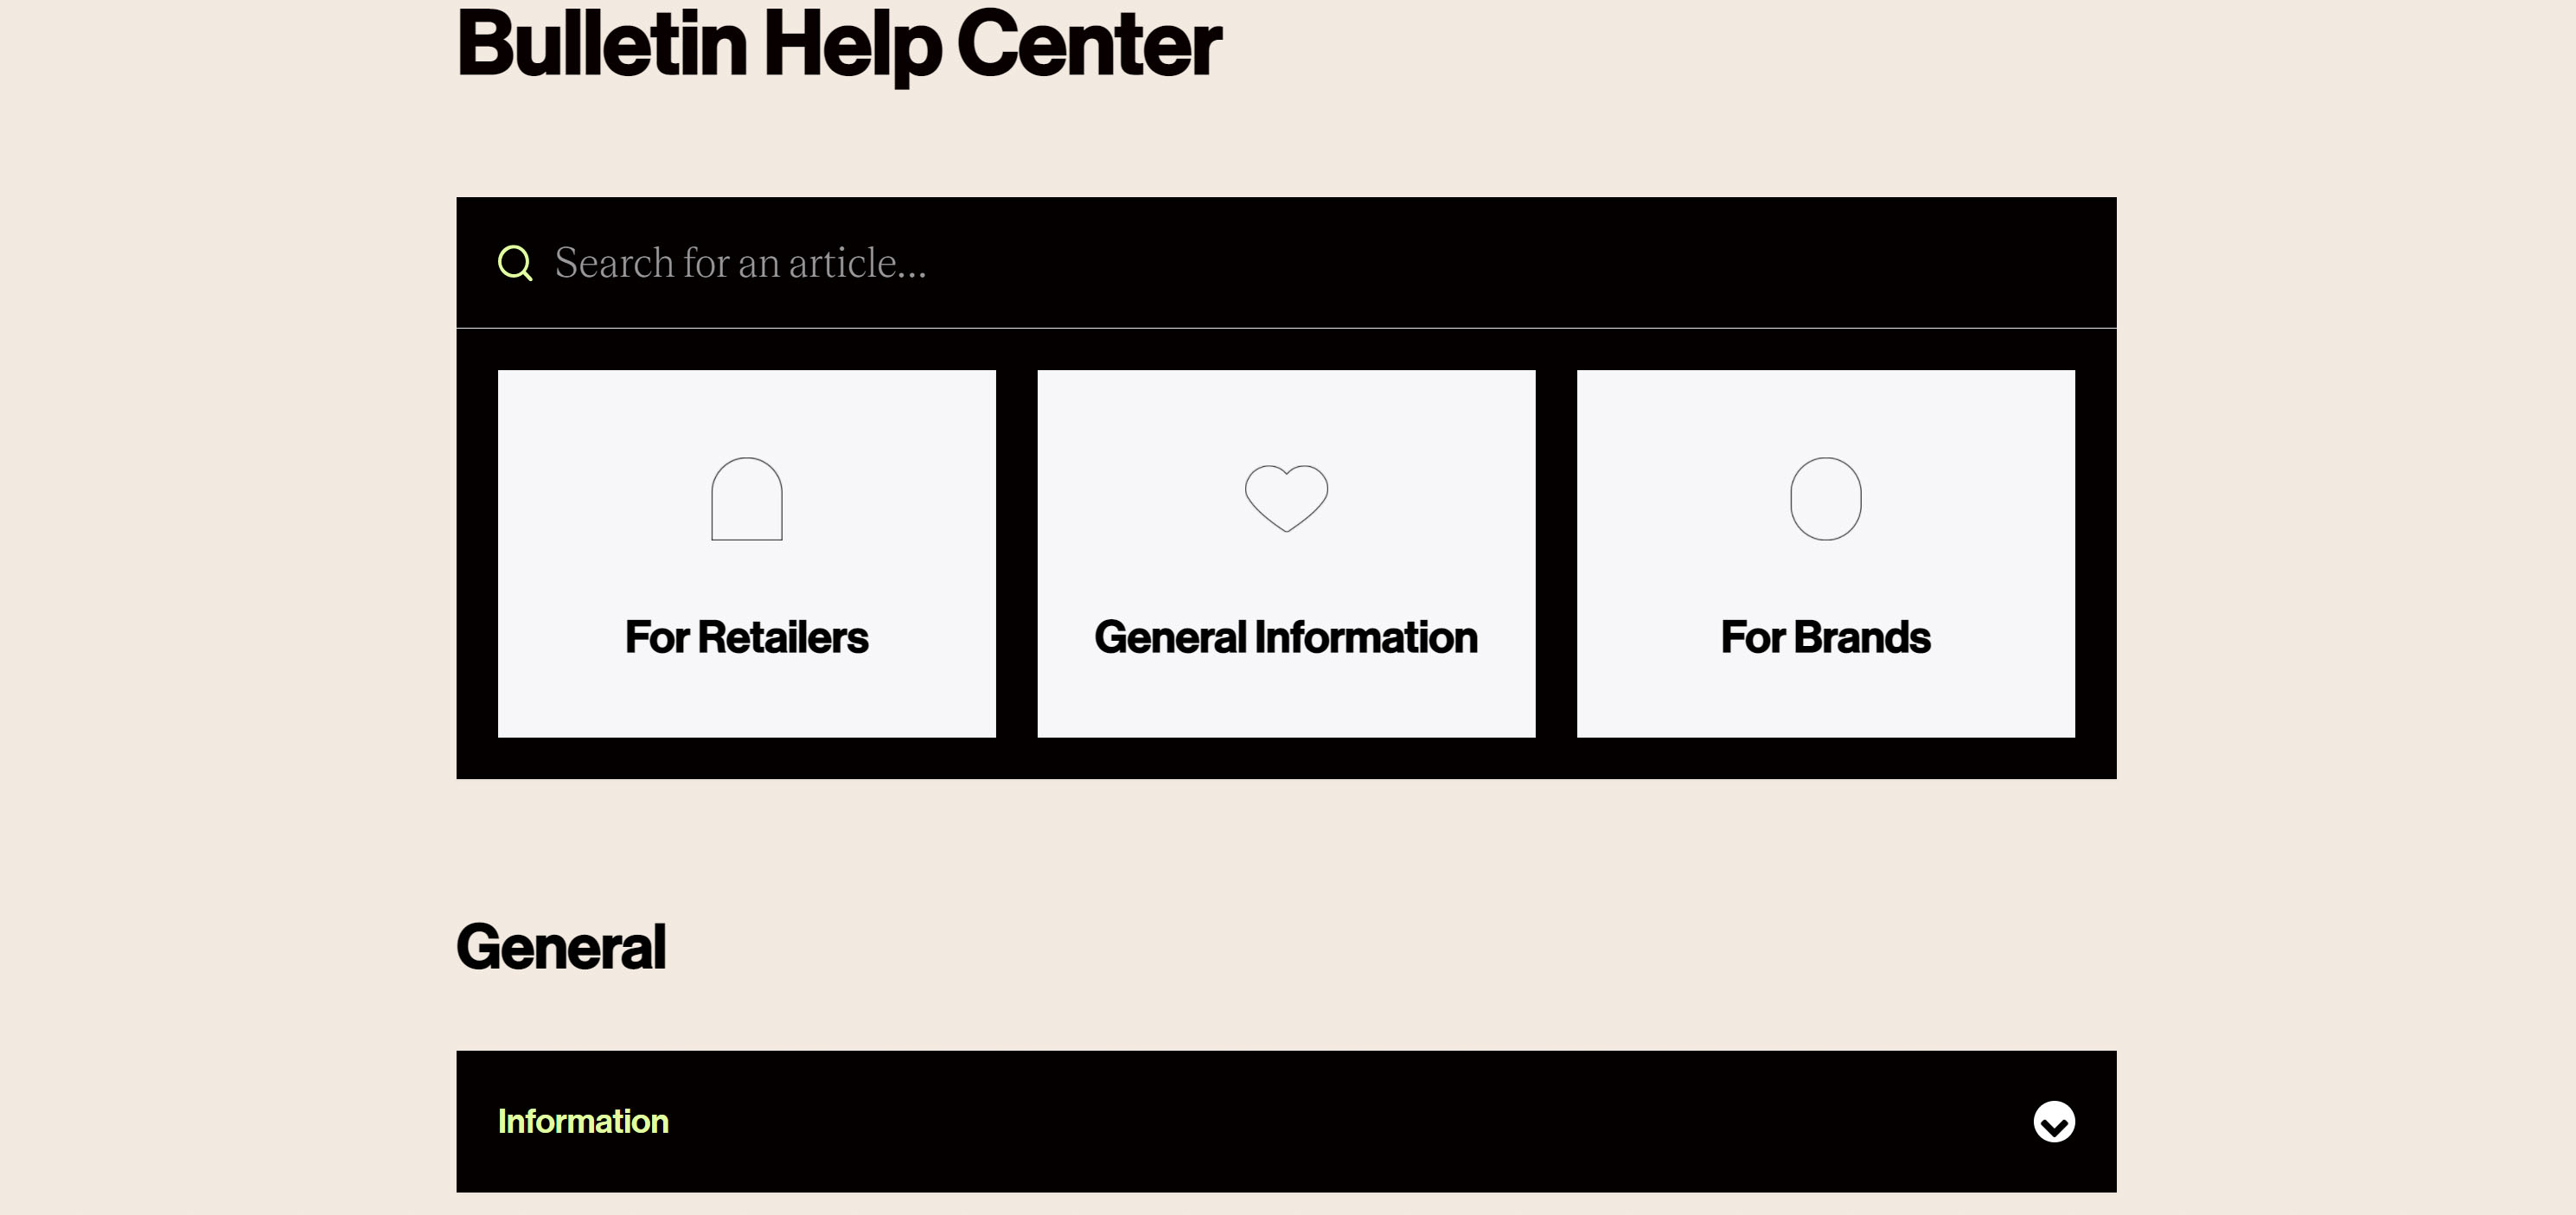 Bulletin Help Center
Search for an article...
For Retailers
General Information
For Brands
General
Information